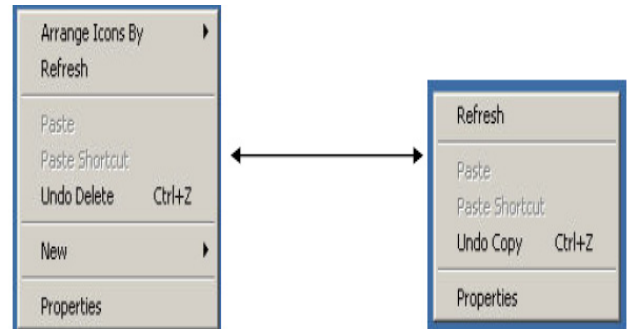 Arrange Icons By
Refresh
Paste
Paste Shortcut
Undo Delete Ctrl+Z
New
Properties
Refresh
Paste
Paste Shortcut
Undo Copy Ctrl+Z
Properties